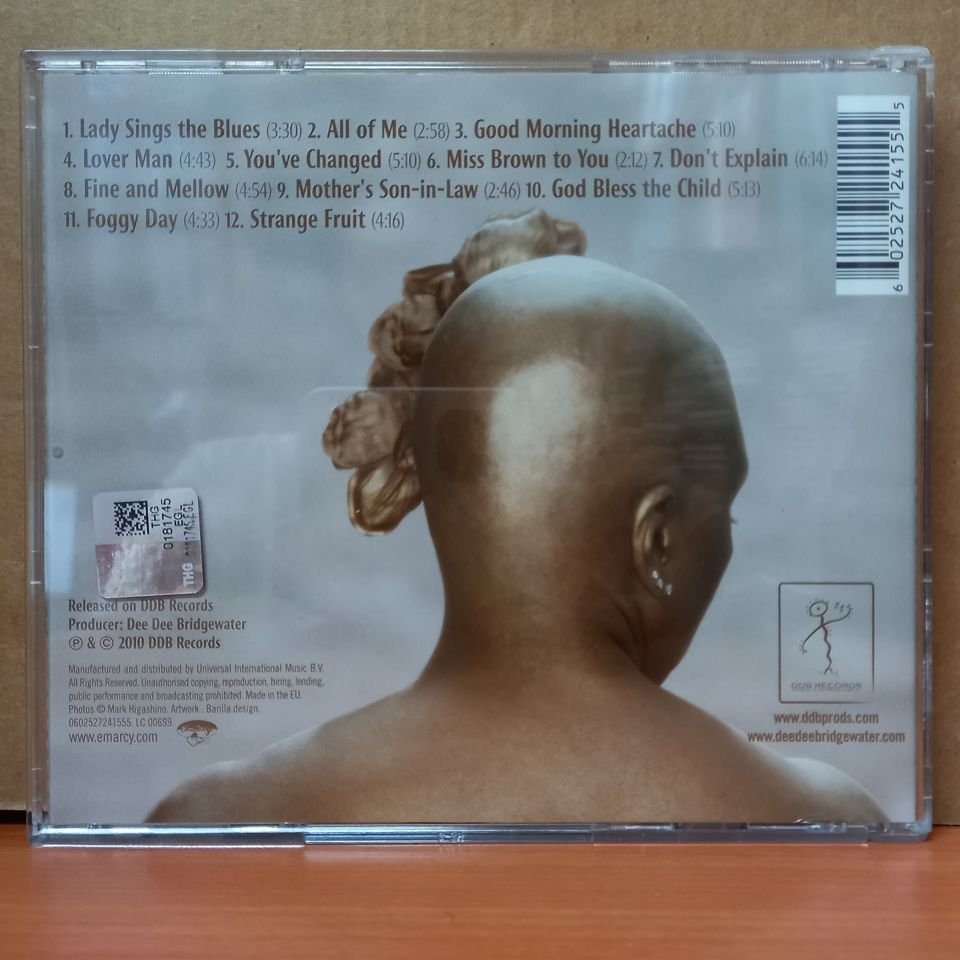 1. Lady Sings the Blues (3:30) 2. All of Me (2:58) 3. Good Morning Heartache (5:10)
4. Lover Man (4:43) 5. You've Changed (5:10) 6. Miss Brown to You (2:12) 7. Don't Explain (6:14)
8. Fine and Mellow (4:54) 9. Mother's Son-in-Law (2:46) 10. God Bless the Child (5:13)
11. Foggy Day (4:33) 12. Strange Fruit (4:16)
6 02527 24155 5
THG
0181745
EGL
THG
Released on DDB Records
Producer: Dee Dee Bridgewater
℗ & © 2010 DDB Records
Manufactured and distributed by Universal International Music B.V.
All Rights Reserved. Unauthorised copying, reproduction, hiring, lending,
public performance and broadcasting prohibited. Made in the EU.
Photos © Mark Higashino. Artwork - Barilla.design.
0602527241555. LC 00699.
www.emarcy.com
DDB RECORDS
www.ddbprods.com
www.deedeebridgewater.com